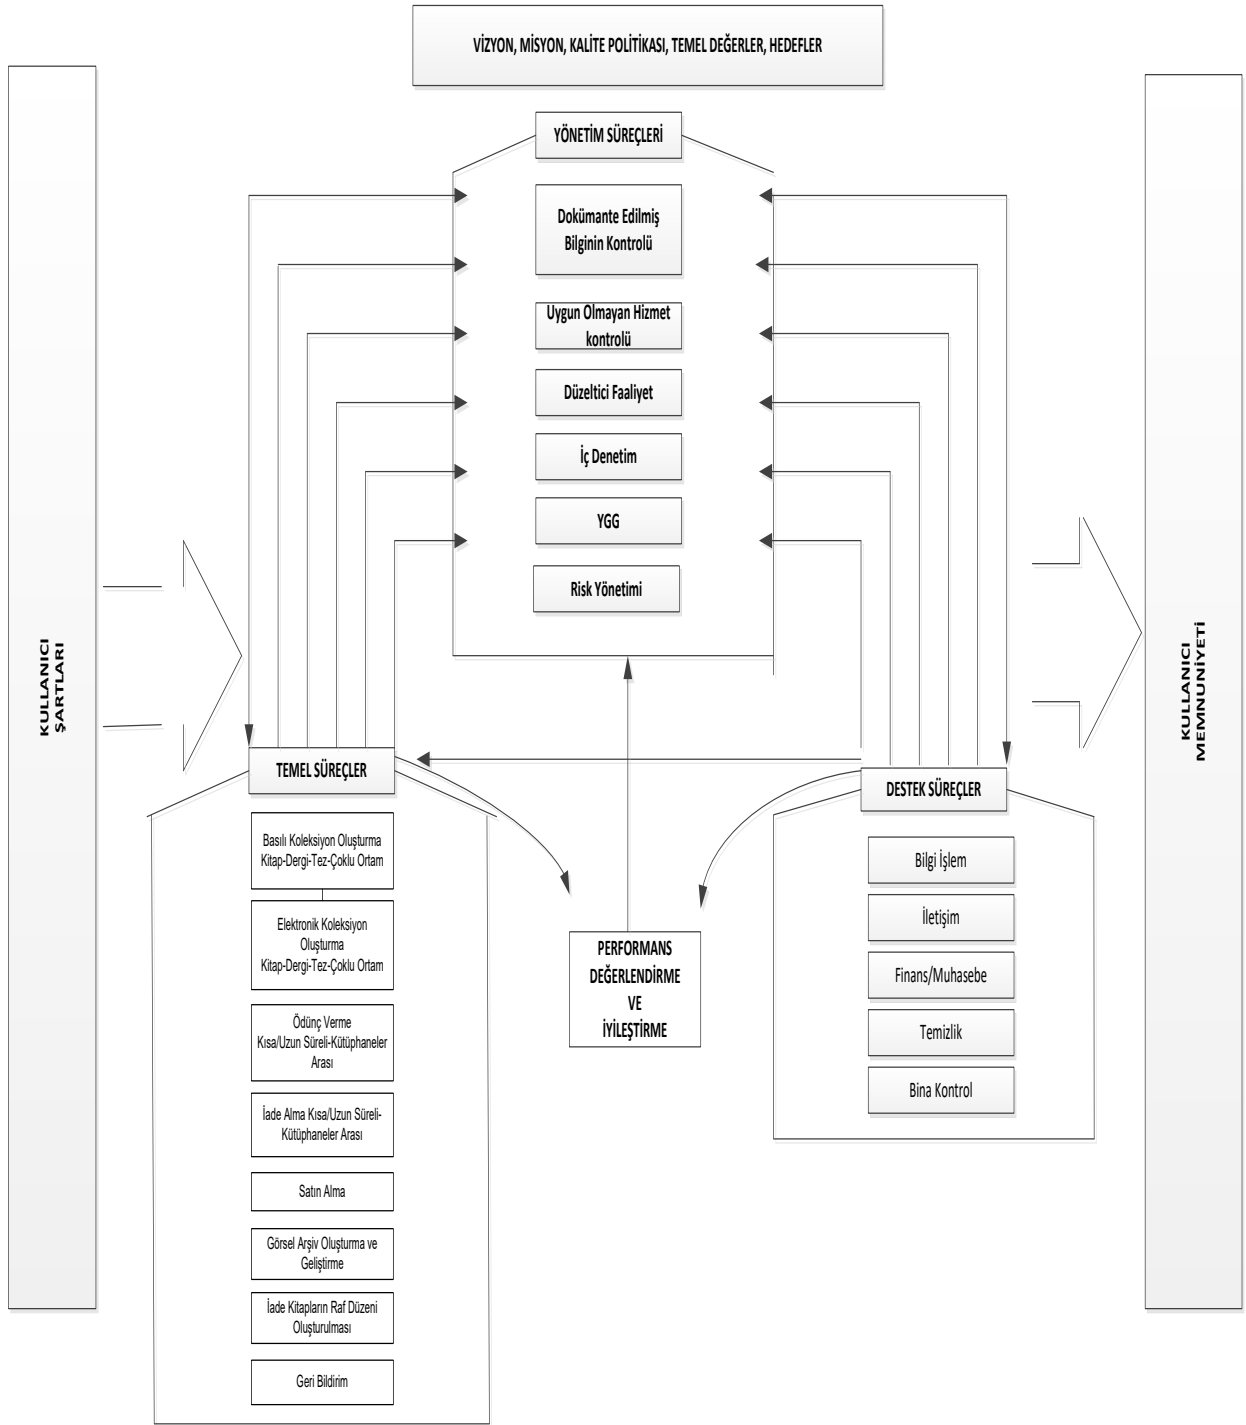 VİZYON, MİSYON, KALİTE POLİTİKASI, TEMEL DEĞERLER, HEDEFLER
KULLANICI
ŞARTLARI
YÖNETİM SÜREÇLERİ
Dokümante Edilmiş
Bilginin Kontrolü
Uygun Olmayan Hizmet
kontrolü
Düzeltici Faaliyet
İç Denetim
YGG
Risk Yönetimi
KULLANICI
MEMNUNİYETİ
TEMEL SÜREÇLER
Basılı Koleksiyon Oluşturma
Kitap-Dergi-Tez-Çoklu Ortam
Elektronik Koleksiyon
Oluşturma
Kitap-Dergi-Tez-Çoklu Ortam
Ödünç Verme
Kısa/Uzun Süreli-Kütüphaneler
Arası
İade Alma Kısa/Uzun Süreli-
Kütüphaneler Arası
Satın Alma
Görsel Arşiv Oluşturma ve
Geliştirme
İade Kitapların Raf Düzeni
Oluşturulması
Geri Bildirim
PERFORMANS
DEĞERLENDİRME
VE
İYİLEŞTİRME
DESTEK SÜREÇLER
Bilgi İşlem
İletişim
Finans/Muhasebe
Temizlik
Bina Kontrol